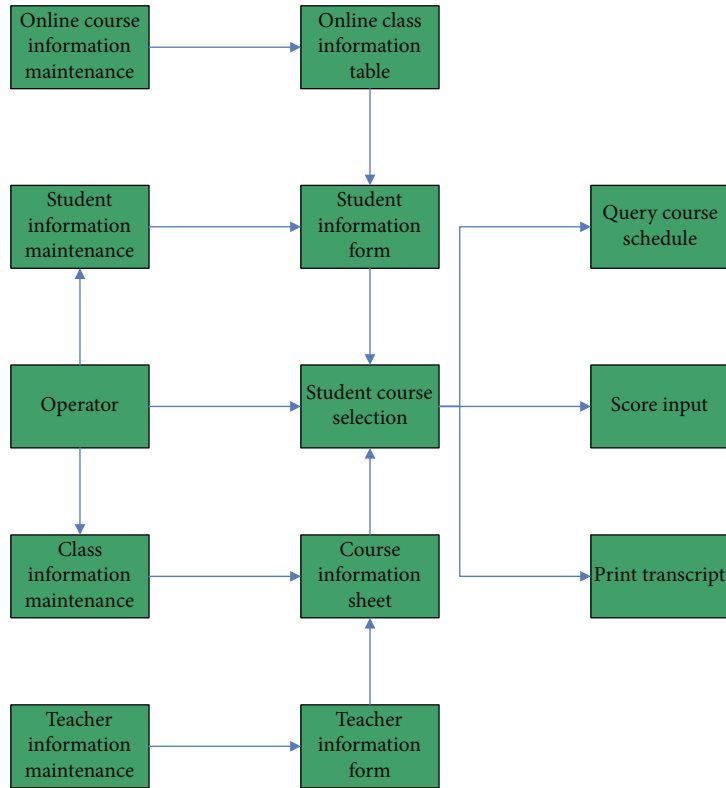 Online course
information
maintenance
Online class
information
table
Student
information
maintenance
Student
information
form
Query course
schedule
Operator
Student course
selection
Score input
Class
information
maintenance
Course
information
sheet
Print transcript
Teacher
information
maintenance
Teacher
information
form